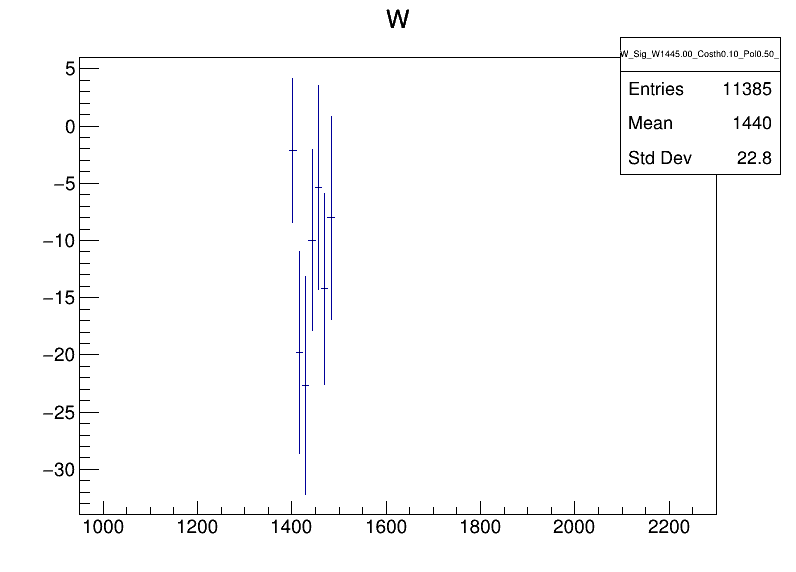 W
W_Sig_W1445.00_Costh0.10_Pol0.50_
Entries 11385
Mean 1440
Std Dev 22.8
5
0
−5
−10
−15
−20
−25
−30
1000 1200 1400 1600 1800 2000 2200